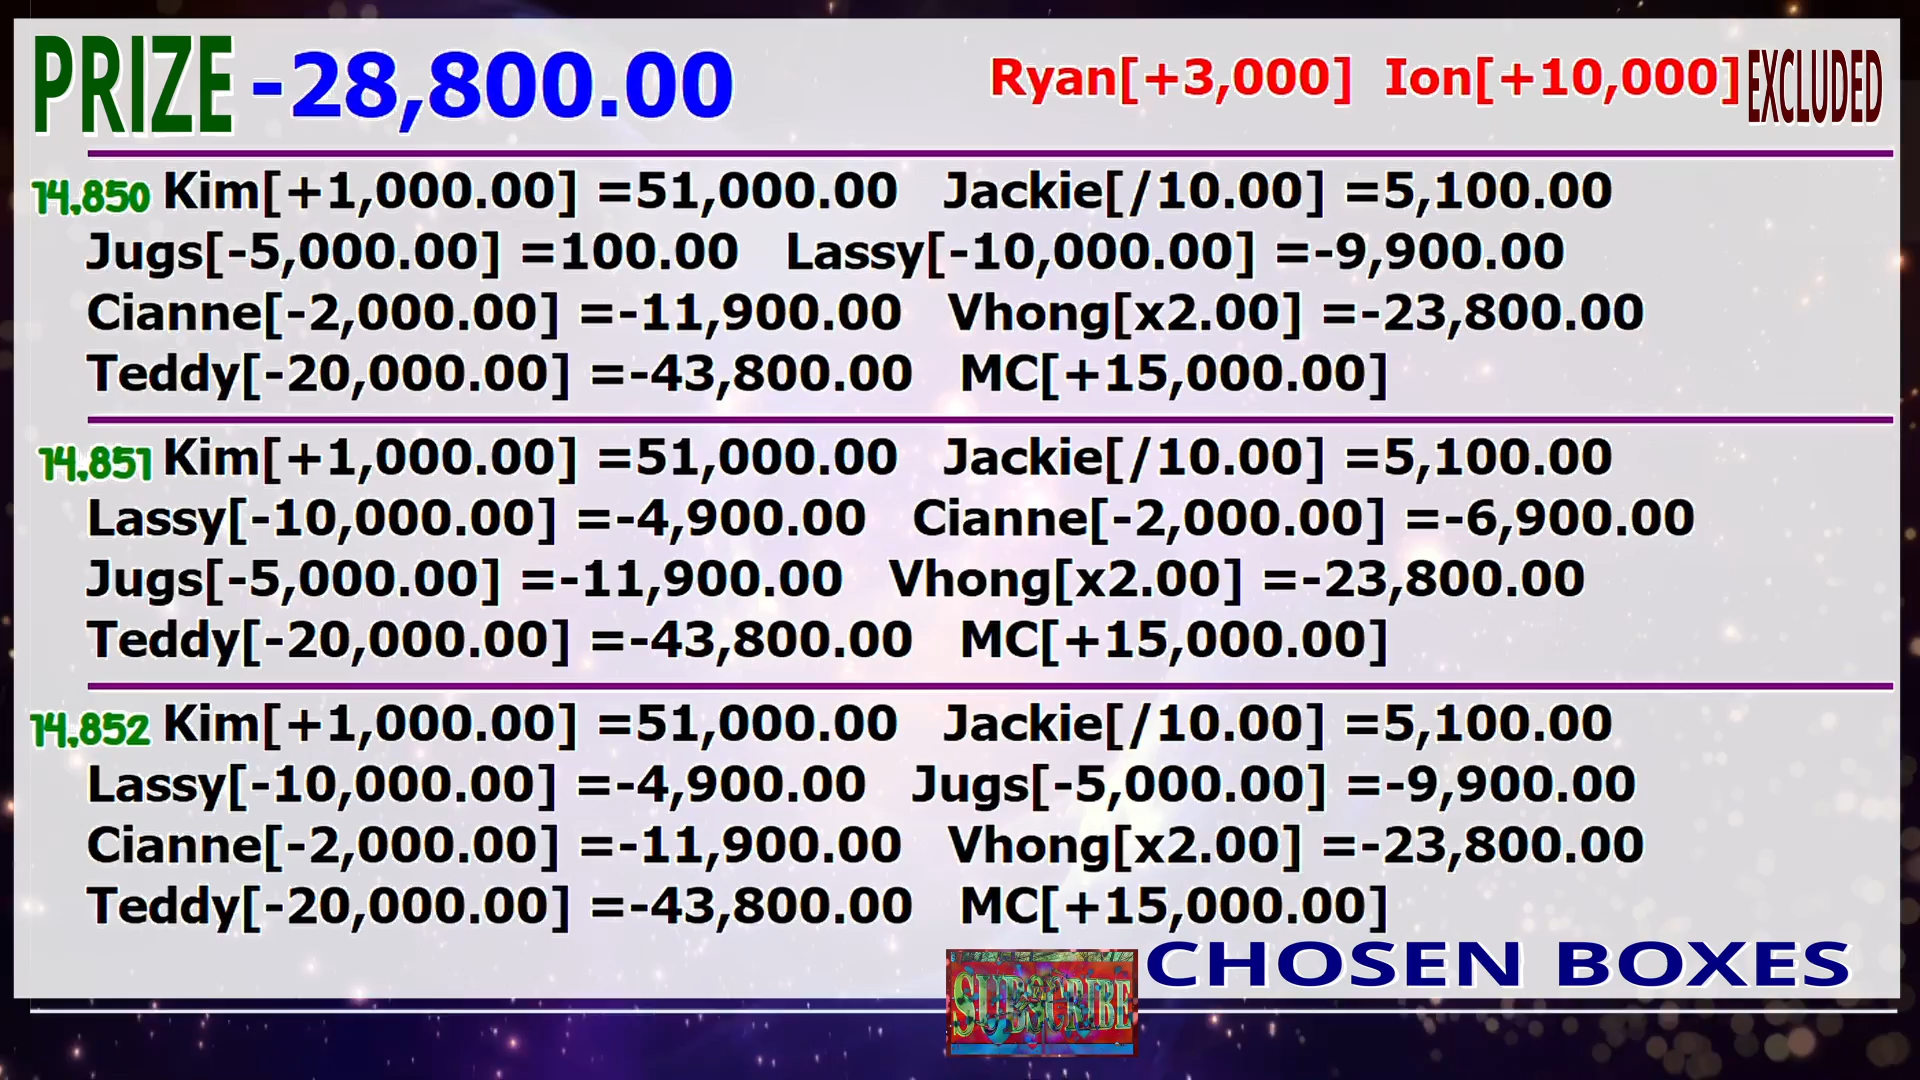 PRIZE -28,800.00 Ryan[+3,000] Ion[+10,000] EXCLUDED
14,850 Kim[+1,000.00] =51,000.00 Jackie[/10.00] =5,100.00
Jugs[-5,000.00] =100.00 Lassy[-10,000.00] =-9,900.00
Cianne[-2,000.00] =-11,900.00 Vhong[x2.00] =-23,800.00
Teddy[-20,000.00] =-43,800.00 MC[+15,000.00]
14,851 Kim[+1,000.00] =51,000.00 Jackie[/10.00] =5,100.00
Lassy[-10,000.00] =-4,900.00 Cianne[-2,000.00] =-6,900.00
Jugs[-5,000.00] =-11,900.00 Vhong[x2.00] =-23,800.00
Teddy[-20,000.00] =-43,800.00 MC[+15,000.00]
14,852 Kim[+1,000.00] =51,000.00 Jackie[/10.00] =5,100.00
Lassy[-10,000.00] =-4,900.00 Jugs[-5,000.00] =-9,900.00
Cianne[-2,000.00] =-11,900.00 Vhong[x2.00] =-23,800.00
Teddy[-20,000.00] =-43,800.00 MC[+15,000.00]
CHOSEN BOXES
SUBSCRIBE